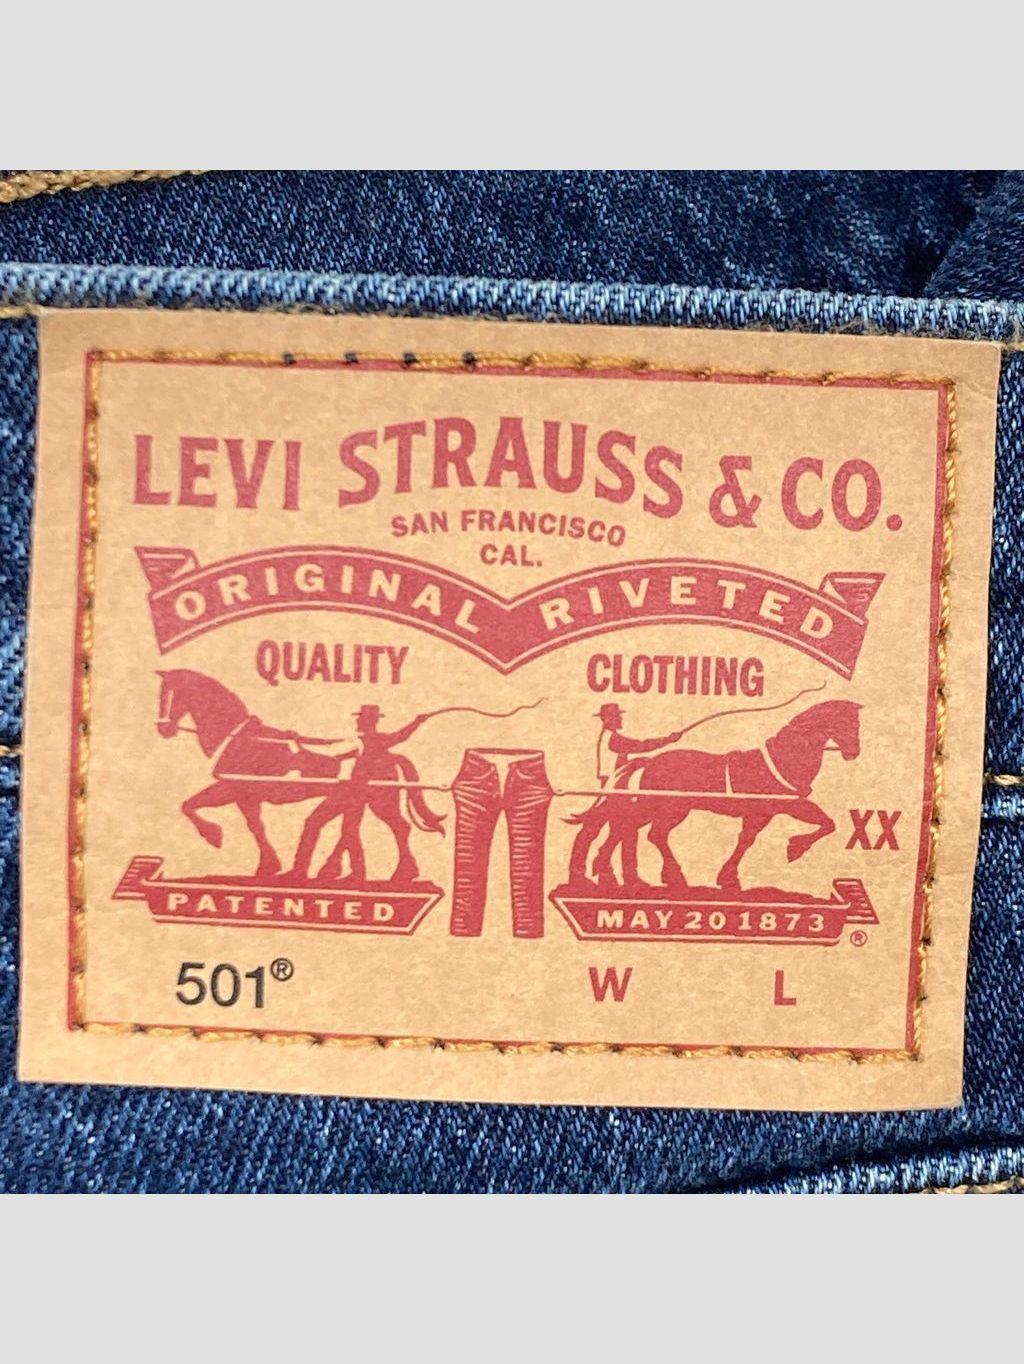 LEVI STRAUSS & CO.
SAN FRANCISCO
CAL.
ORIGINAL RIVETED
QUALITY CLOTHING
XX
PATENTED MAY 20 1873 ®
501® W L